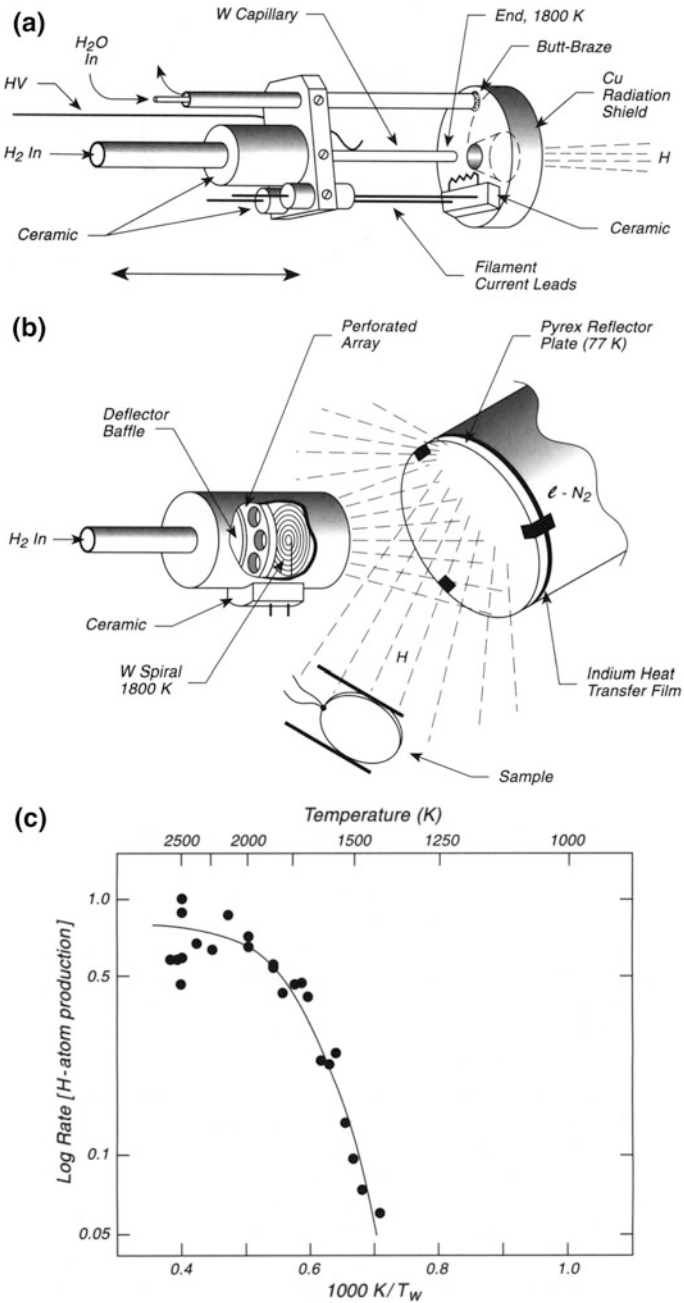 (a)
H2O
In
HV
H2 In
Ceramic
W Capillary
End, 1800 K
Butt-Braze
Cu
Radiation
Shield
H
Ceramic
Filament
Current Leads
(b)
Perforated
Array
Deflector
Baffle
H2 In
Ceramic
W Spiral
1800 K
Pyrex Reflector
Plate (77 K)
ℓ - N2
H
Indium Heat
Transfer Film
Sample
(c)
Temperature (K)
2500 2000 1500 1250 1000
1.0
0.5
0.1
0.05
Log Rate [H-atom production]
0.4 0.6 0.8 1.0
1000 K/TW